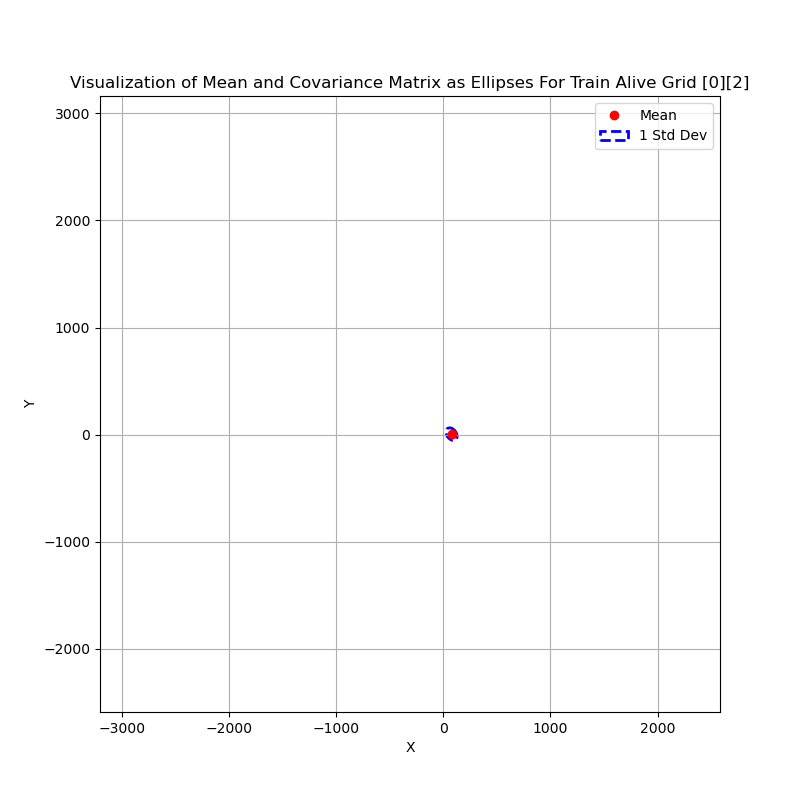 Visualization of Mean and Covariance Matrix as Ellipses For Train Alive Grid [0][2]
Mean
1 Std Dev
3000
2000
1000
0
−1000
−2000
Y
−3000
−2000
−1000
0
1000
2000
X